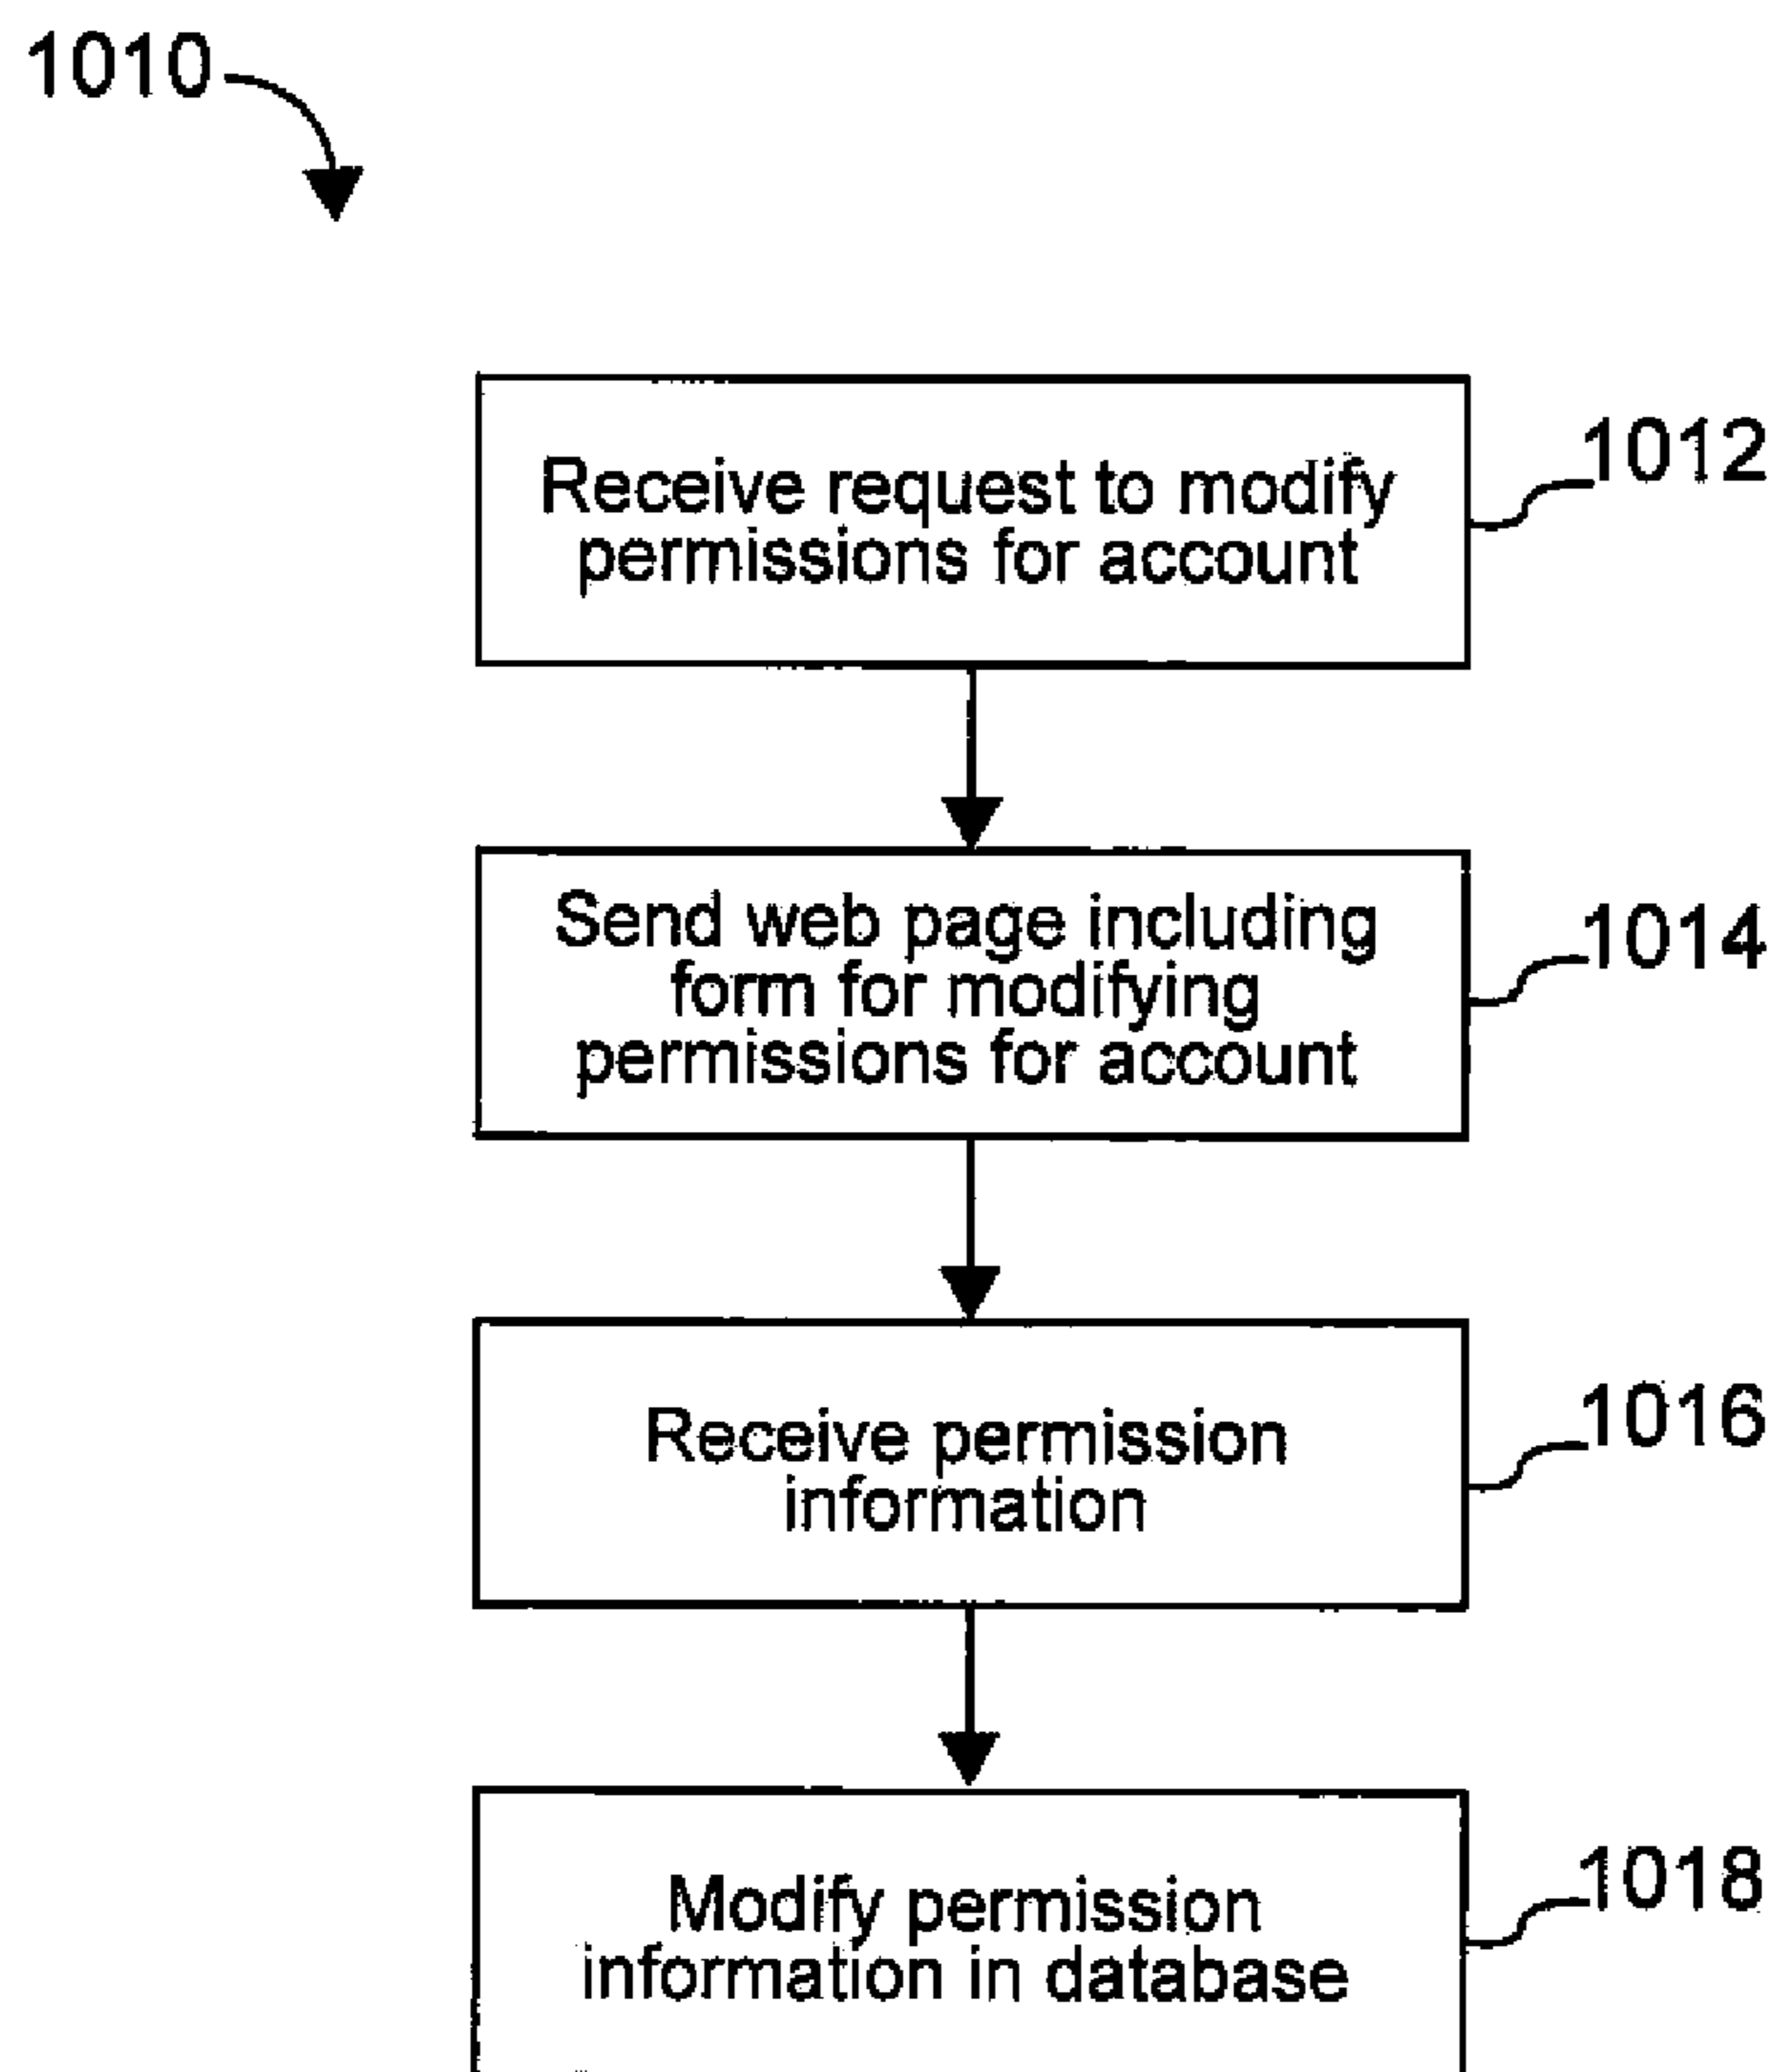 1010
Receive request to modify
permissions for account
1012
Send web page including
form for modifying
permissions for account
1014
Receive permission
information
1016
Modify permission
information in database
1018